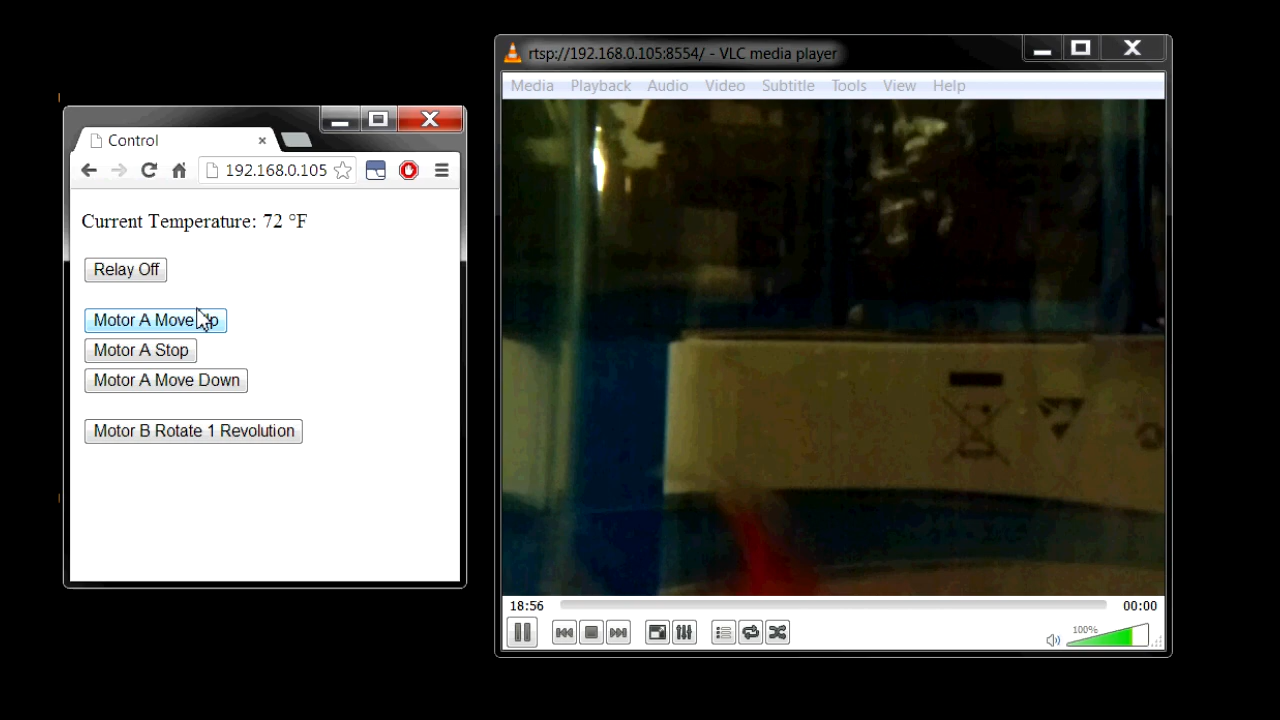 Control
192.168.0.105
Current Temperature: 72 °F
Relay Off
Motor A Move Up
Motor A Stop
Motor A Move Down
Motor B Rotate 1 Revolution
rtsp://192.168.0.105:8554/ - VLC media player
Media Playback Audio Video Subtitle Tools View Help
18:56
00:00
100%